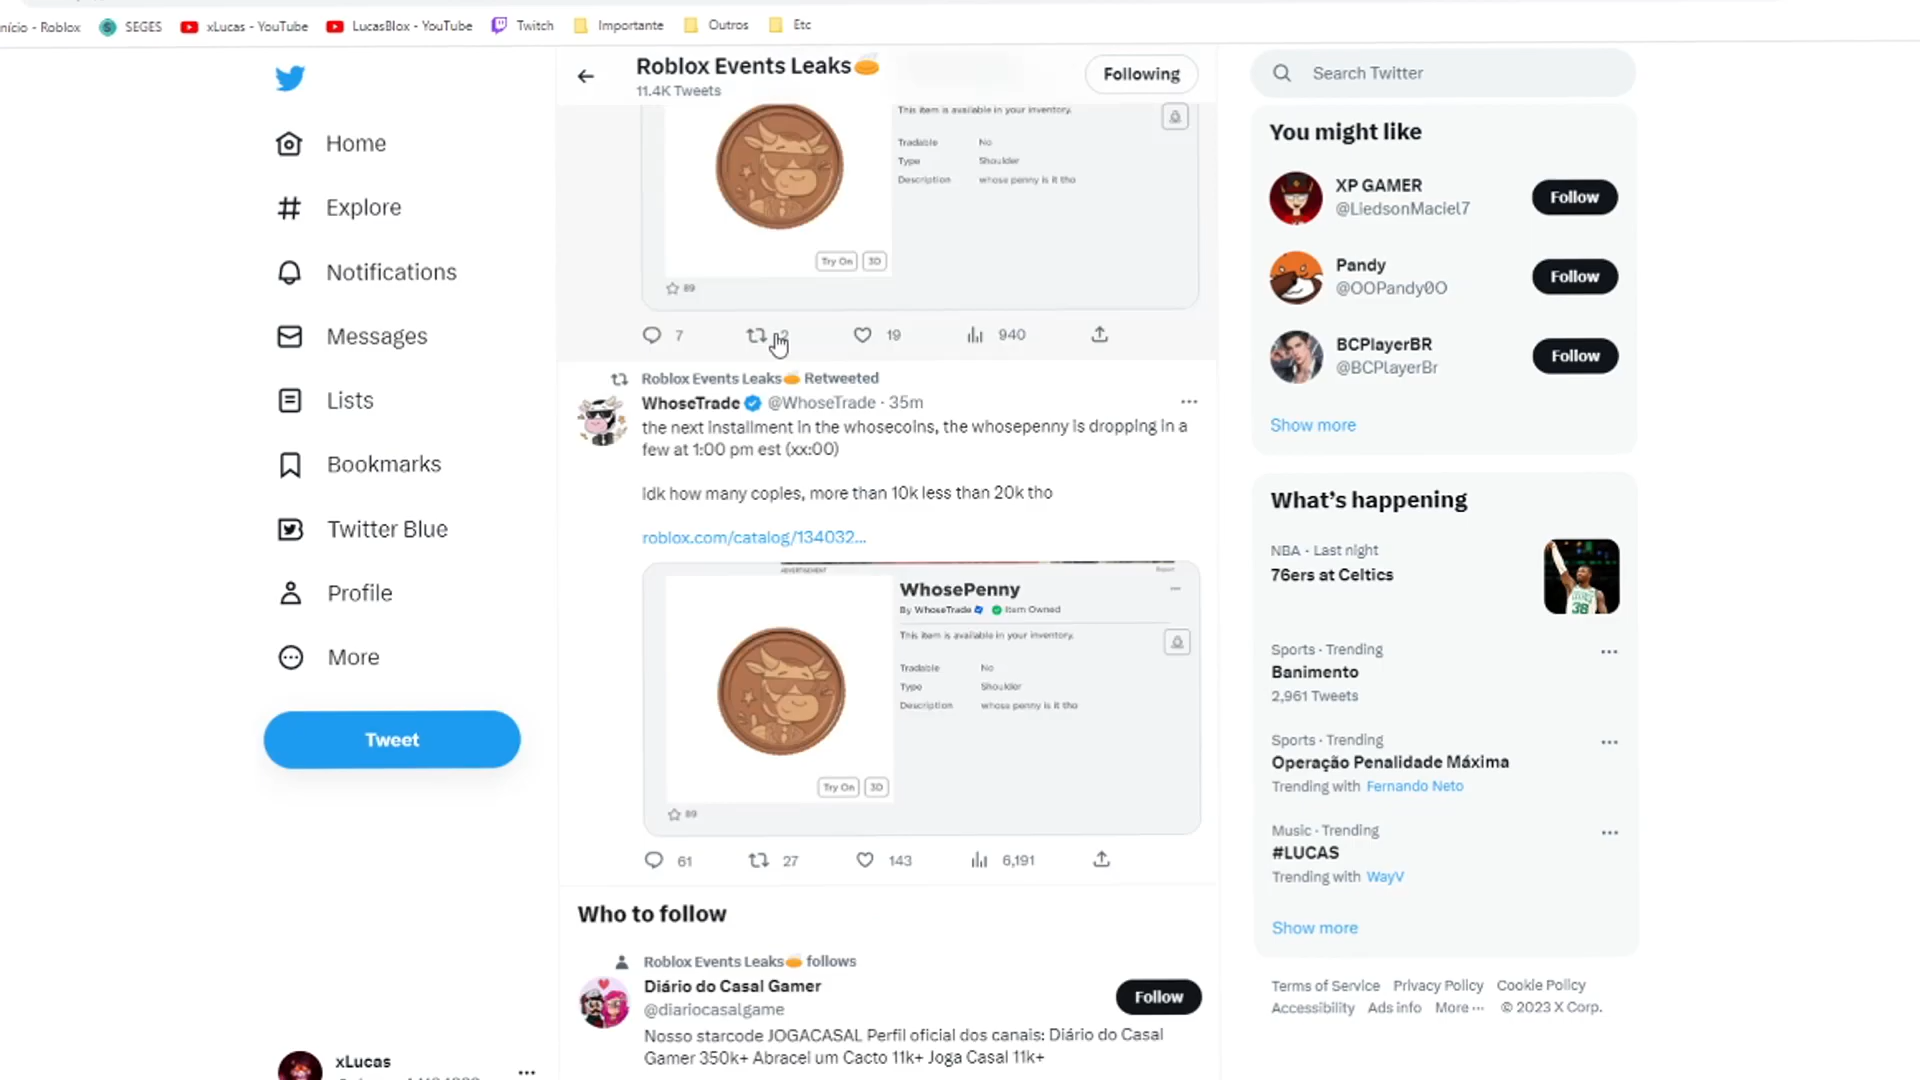 nício - Roblox
SEGES
xLucas - YouTube
LucasBlox - YouTube
Twitch
Importante
Outros
Etc
Roblox Events Leaks
11.4K Tweets
Following
Search Twitter
Home
Explore
Notifications
Messages
Lists
Bookmarks
Twitter Blue
Profile
More
Tweet
xLucas
This item is available in your inventory.
Tradable No
Type Shoulder
Description whose penny is it tho
Try On 3D
89
7 2 19 940
Roblox Events Leaks Retweeted
WhoseTrade @WhoseTrade · 35m
the next installment in the whosecoins, the whosepenny is dropping in a
few at 1:00 pm est (xx:00)
Idk how many copies, more than 10k less than 20k tho
roblox.com/catalog/134032...
ADVERTISEMENT
Report
WhosePenny
By WhoseTrade Item Owned
This item is available in your inventory.
Tradable No
Type Shoulder
Description whose penny is it tho
Try On 3D
89
61 27 143 6,191
Who to follow
Roblox Events Leaks follows
Diário do Casal Gamer
@diariocasalgame
Follow
Nosso starcode JOGACASAL Perfil oficial dos canais: Diário do Casal
Gamer 350k+ Abracei um Cacto 11k+ Joga Casal 11k+
You might like
XP GAMER
@LiedsonMaciel7
Follow
Pandy
@OOPandy0O
Follow
BCPlayerBR
@BCPlayerBr
Follow
Show more
What's happening
NBA · Last night
76ers at Celtics
38
Sports · Trending
Banimento
2,961 Tweets
Sports · Trending
Operação Penalidade Máxima
Trending with Fernando Neto
Music · Trending
#LUCAS
Trending with WayV
Show more
Terms of Service Privacy Policy Cookie Policy
Accessibility Ads info More ··· © 2023 X Corp.